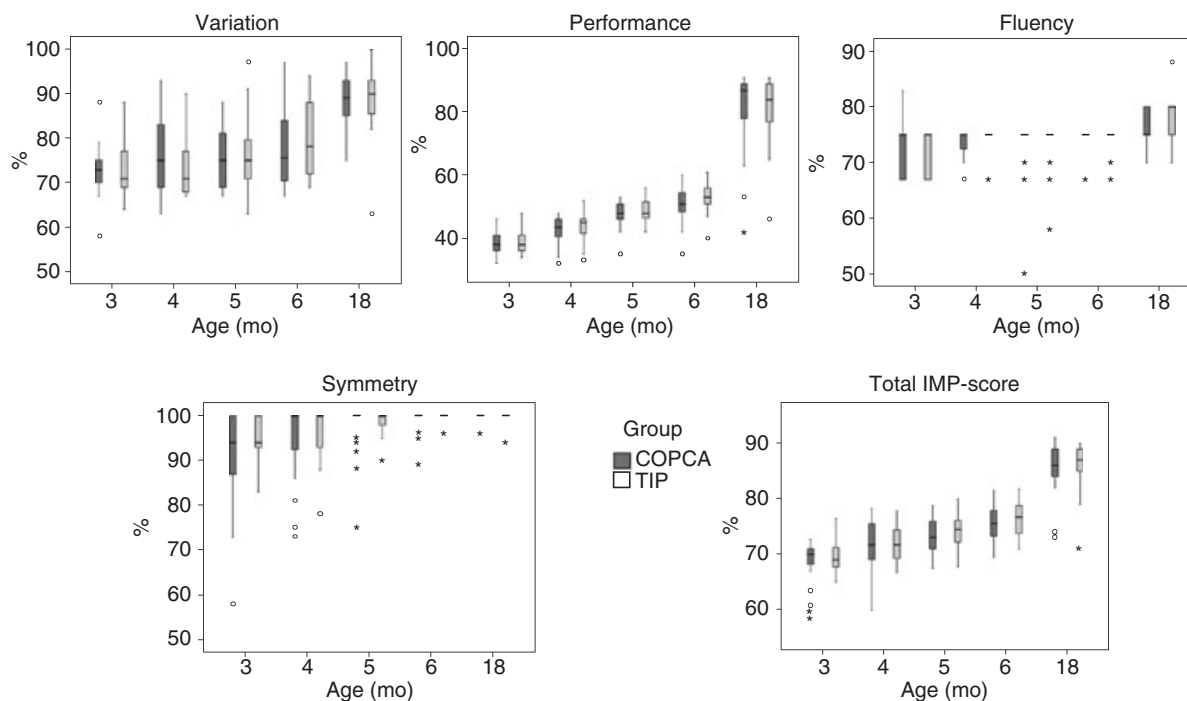 Variation
100
90
80
70
60
50
%
3 4 5 6 18
Age (mo)
Performance
100
80
60
40
%
3 4 5 6 18
Age (mo)
Fluency
90
80
70
60
50
%
3 4 5 6 18
Age (mo)
Symmetry
100
90
80
70
60
50
%
3 4 5 6 18
Age (mo)
Group
COPCA
TIP
Total IMP-score
90
80
70
60
%
3 4 5 6 18
Age (mo)